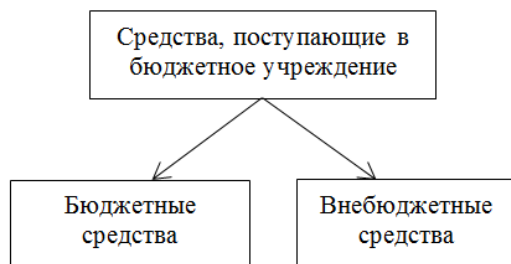 Средства, поступающие в
бюджетное учреждение
Бюджетные
средства
Внебюджетные
средства